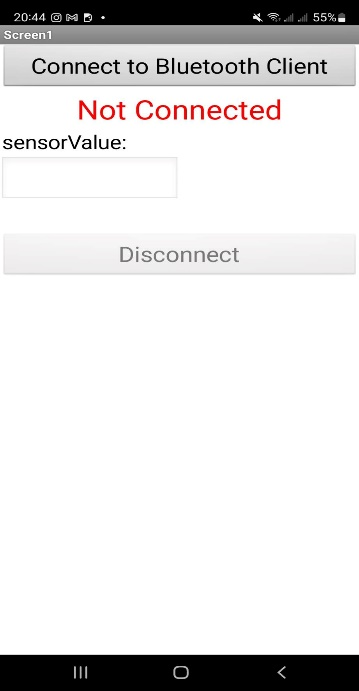 20:44
55%
Screen1
Connect to Bluetooth Client
Not Connected
sensorValue:
Disconnect